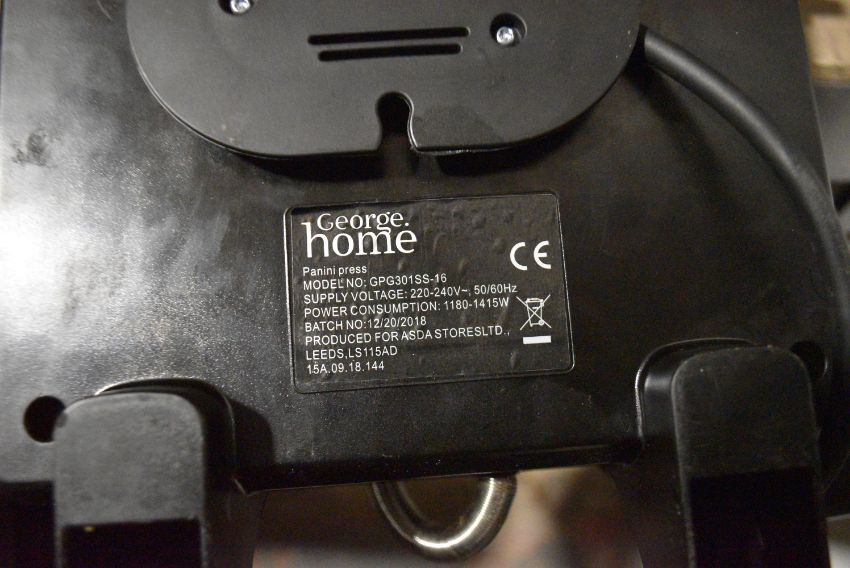 George.
home
CE
Panini press
MODEL NO: GPG301SS-16
SUPPLY VOLTAGE: 220-240V~, 50/60Hz
POWER CONSUMPTION: 1180-1415W
BATCH NO:12/20/2018
PRODUCED FOR ASDA STORESLTD.,
LEEDS,LS115AD
15A.09.18.144